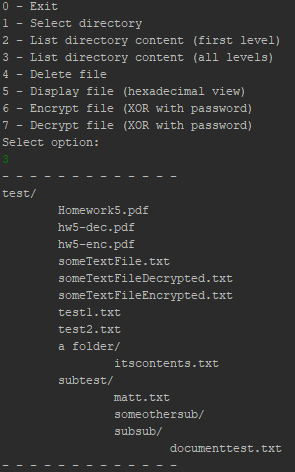 0 - Exit
1 - Select directory
2 - List directory content (first level)
3 - List directory content (all levels)
4 - Delete file
5 - Display file (hexadecimal view)
6 - Encrypt file (XOR with password)
7 - Decrypt file (XOR with password)
Select option:
3
- - - - - - - - - - - - -
test/
Homework5.pdf
hw5-dec.pdf
hw5-enc.pdf
someTextFile.txt
someTextFileDecrypted.txt
someTextFileEncrypted.txt
test1.txt
test2.txt
a folder/
itscontents.txt
subtest/
matt.txt
someothersub/
subsub/
documenttest.txt
- - - - - - - - - - - - -